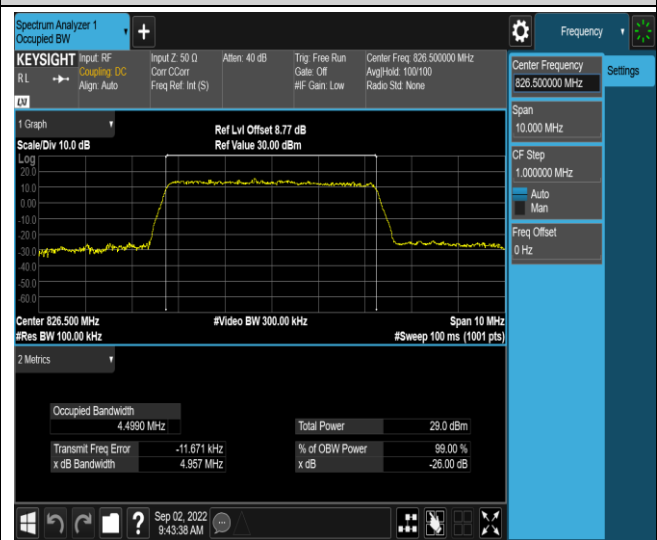 Spectrum Analyzer 1
Occupied BW
+
Frequency
KEYSIGHT
RL
LXI
Input: RF
Coupling: DC
Align: Auto
Input Z: 50 Ω
Corr CCorr
Freq Ref: Int (S)
Atten: 40 dB
Trig: Free Run
Gate: Off
#IF Gain: Low
Center Freq: 826.500000 MHz
Avg|Hold: 100/100
Radio Std: None
Center Frequency
826.500000 MHz
Settings
Span
10.000 MHz
CF Step
1.000000 MHz
Auto
Man
Freq Offset
0 Hz
1 Graph
Scale/Div 10.0 dB
Ref Lvl Offset 8.77 dB
Ref Value 30.00 dBm
Log
20.0
10.0
0.00
-10.0
-20.0
-30.0
-40.0
-50.0
-60.0
Center 826.500 MHz
#Video BW 300.00 kHz
Span 10 MHz
#Res BW 100.00 kHz
#Sweep 100 ms (1001 pts)
2 Metrics
Occupied Bandwidth
4.4990 MHz
Total Power 29.0 dBm
Transmit Freq Error -11.671 kHz
% of OBW Power 99.00 %
x dB Bandwidth 4.957 MHz
x dB -26.00 dB
?
Sep 02, 2022
9:43:38 AM